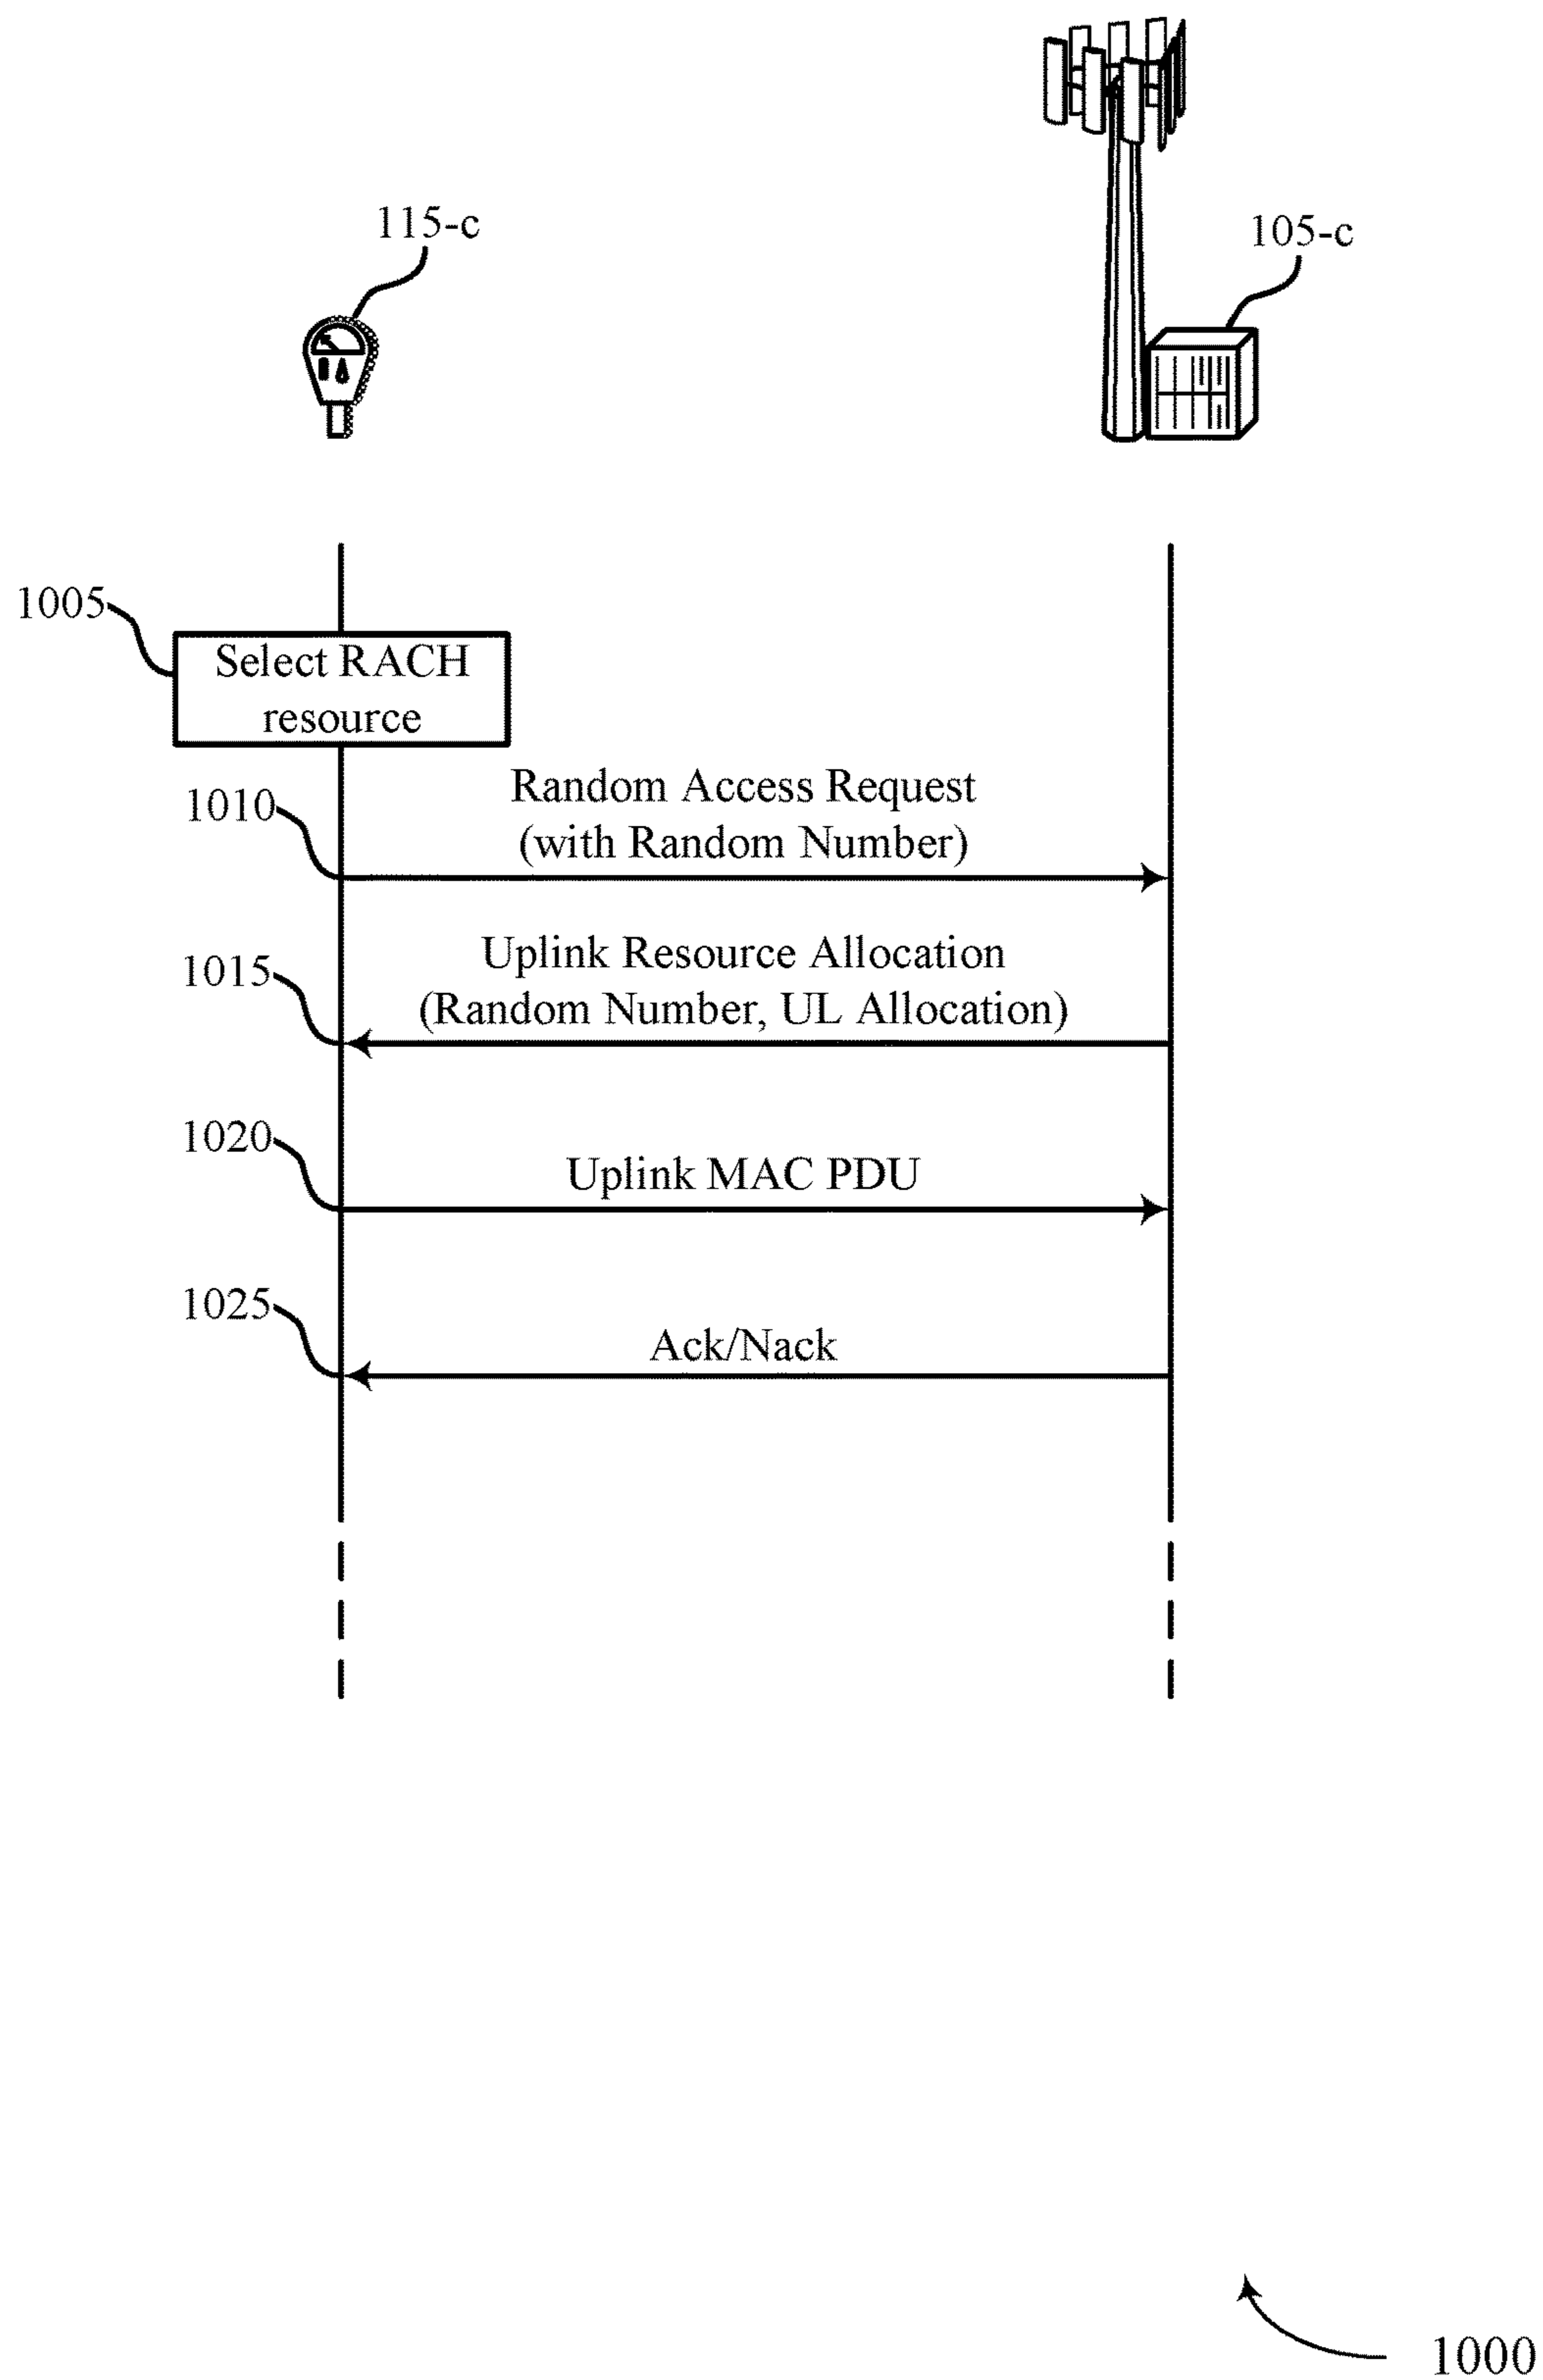 115-c
105-c
1005
Select RACH
resource
1010
Random Access Request
(with Random Number)
1015
Uplink Resource Allocation
(Random Number, UL Allocation)
1020
Uplink MAC PDU
1025
Ack/Nack
1000